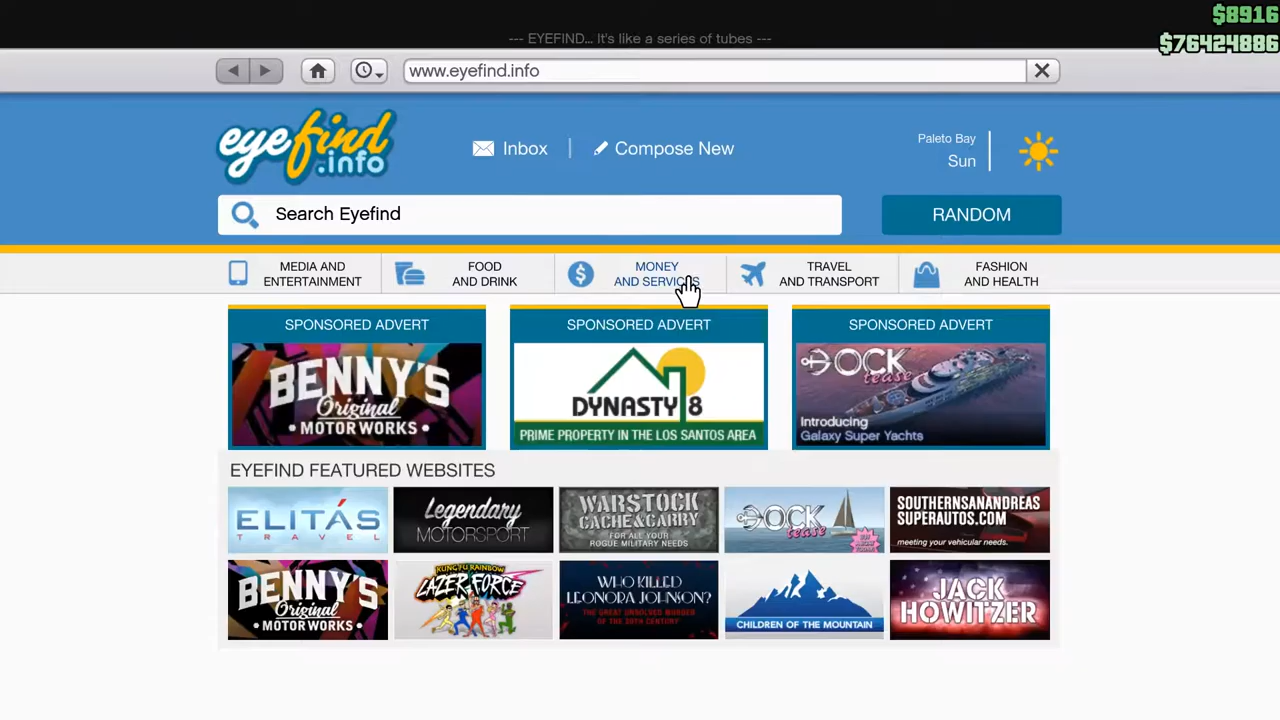 $8916
--- EYEFIND... It's like a series of tubes ---
$76424886
www.eyefind.info
eyefind
.info
Inbox
Compose New
Paleto Bay
Sun
Search Eyefind
RANDOM
MEDIA AND
ENTERTAINMENT
FOOD
AND DRINK
MONEY
AND SERVICES
TRAVEL
AND TRANSPORT
FASHION
AND HEALTH
SPONSORED ADVERT
BENNY'S
Original
• MOTOR WORKS •
SPONSORED ADVERT
DYNASTY 8
PRIME PROPERTY IN THE LOS SANTOS AREA
SPONSORED ADVERT
DOCK
tease
Introducing
Galaxy Super Yachts
EYEFIND FEATURED WEBSITES
ELITÁS
TRAVEL
Legendary
MOTORSPORT
WARSTOCK
CACHE & CARRY
FOR ALL YOUR
ROGUE MILITARY NEEDS
DOCK
tease
SOUTHERNSANANDREAS
SUPERAUTOS.COM
meeting your vehicular needs.
BENNY'S
Original
• MOTOR WORKS •
KUNG FU RAINBOW
LAZER FORCE
WHO KILLED
LEONORA JOHNSON?
THE GREAT UNSOLVED MURDER
OF THE 20TH CENTURY
CHILDREN OF THE MOUNTAIN
JACK
HOWITZER